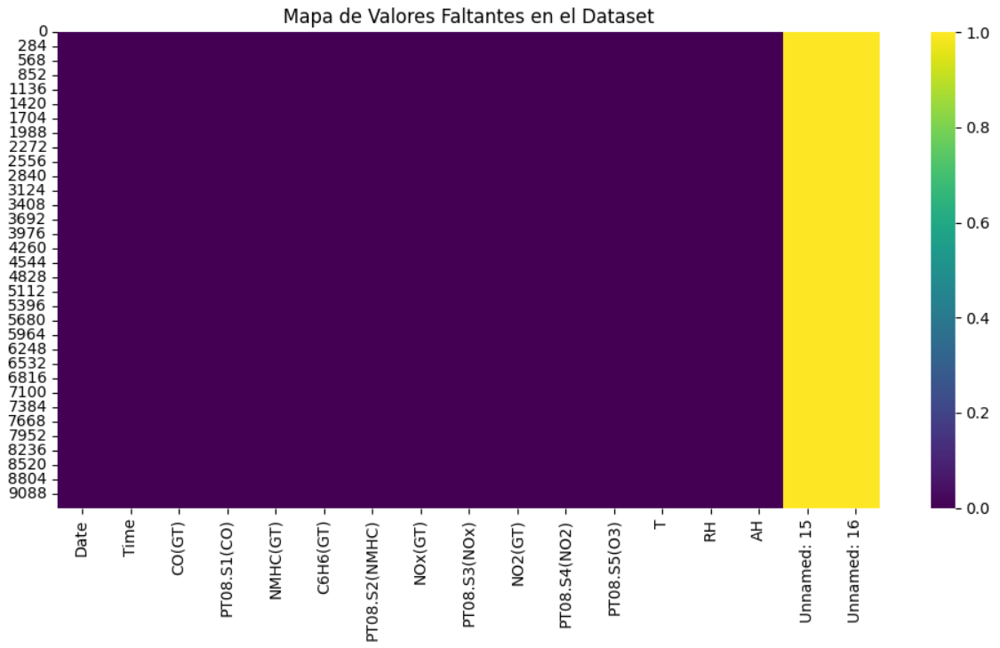 Mapa de Valores Faltantes en el Dataset
0
284
568
852
1136
1420
1704
1988
2272
2556
2840
3124
3408
3692
3976
4260
4544
4828
5112
5396
5680
5964
6248
6532
6816
7100
7384
7668
7952
8236
8520
8804
9088
Date
Time
CO(GT)
PT08.S1(CO)
NMHC(GT)
C6H6(GT)
PT08.S2(NMHC)
NOx(GT)
PT08.S3(NOx)
NO2(GT)
PT08.S4(NO2)
PT08.S5(O3)
T
RH
AH
Unnamed: 15
Unnamed: 16
1.0
0.8
0.6
0.4
0.2
0.0